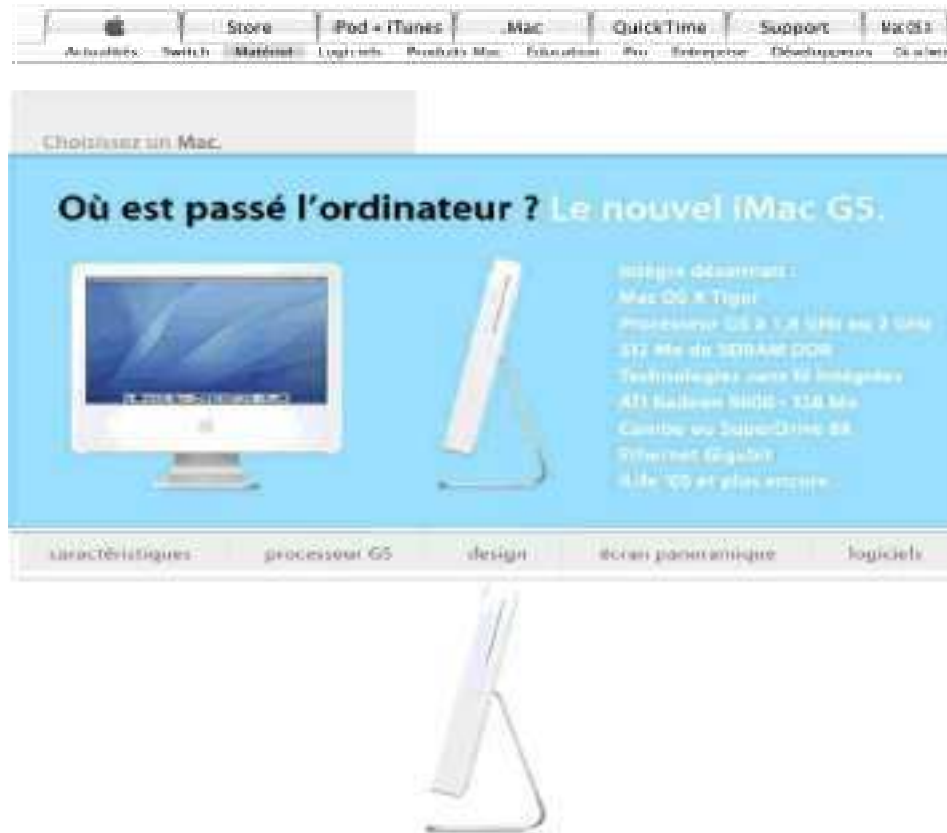 Store iPod + iTunes .Mac QuickTime Support Mac OS X
Actualités Switch Matériel Logiciels Produits Mac Education Pro Entreprise Développeurs
Choisissez un Mac.
Où est passé l'ordinateur ? Le nouvel iMac G5.
Intègre désormais :
Mac OS X Tiger
Processeur G5 à 1,8 GHz ou 2 GHz
512 Mo de SDRAM DDR
Technologies sans fil intégrées
ATI Radeon 9600 - 128 Mo
Combo ou SuperDrive 8x
Ethernet Gigabit
iLife '05 et plus encore
caractéristiques processeur G5 design écran panoramique logiciels